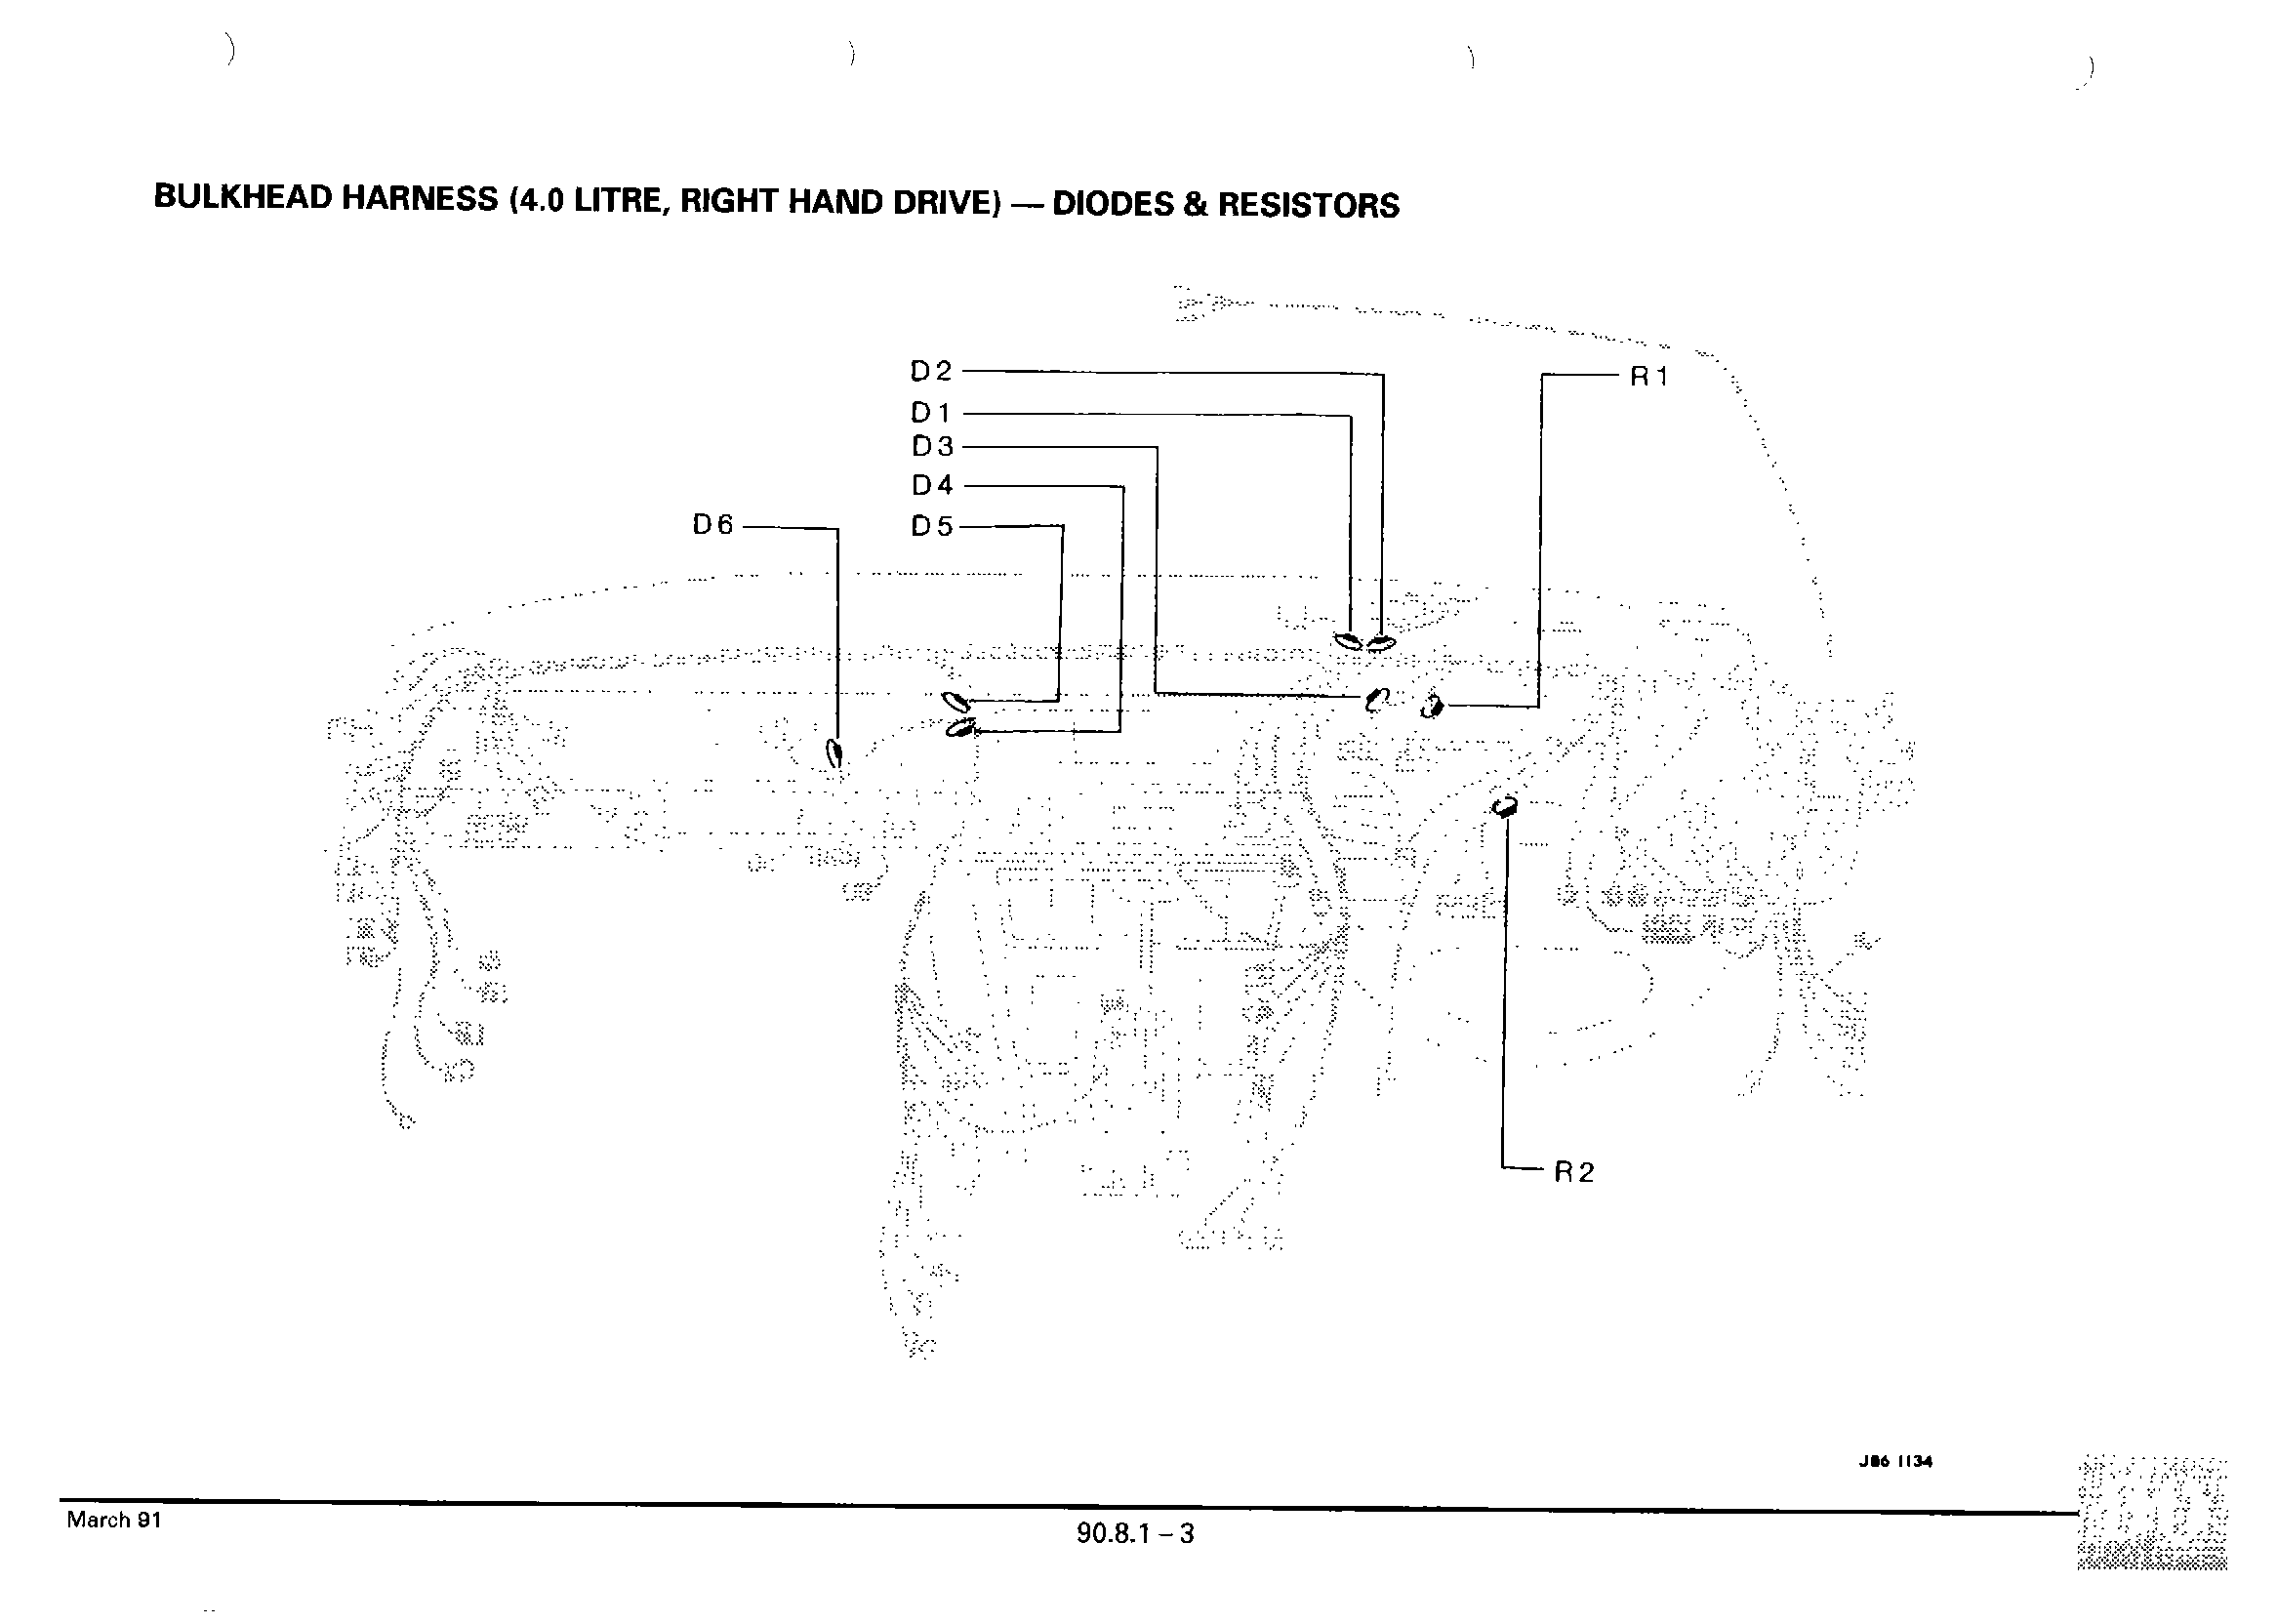 BULKHEAD HARNESS (4.0 LITRE, RIGHT HAND DRIVE) — DIODES & RESISTORS
D2
R1
D1
D3
D4
D6
D5
R2
J86 1134
March 91
90.8.1 – 3